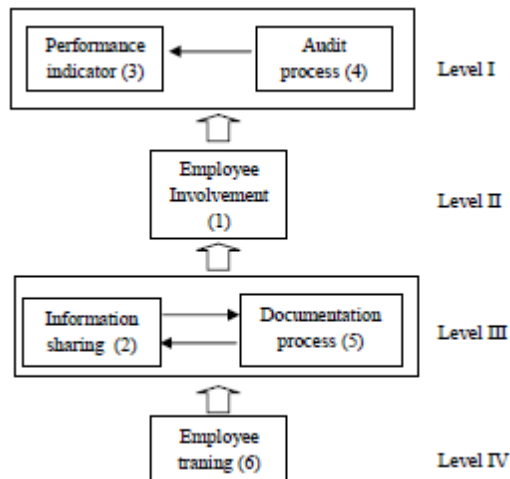 Performance
indicator (3)
Audit
process (4)
Level I
Employee
Involvement
(1)
Level II
Information
sharing (2)
Documentation
process (5)
Level III
Employee
traning (6)
Level IV